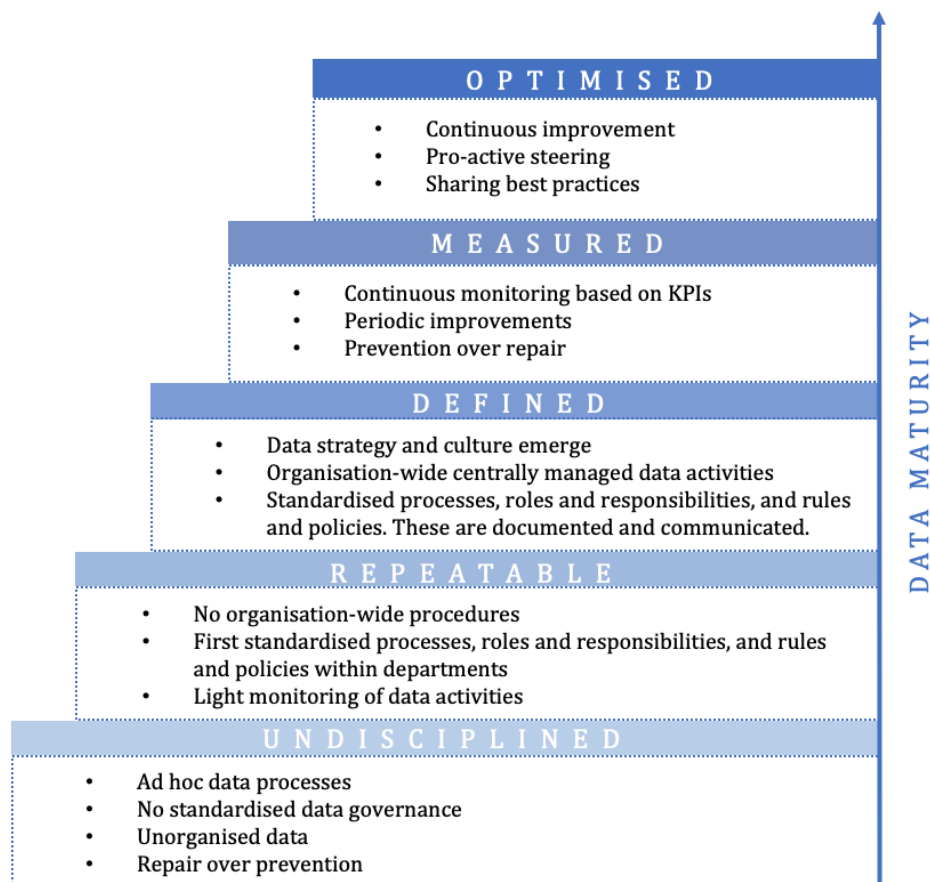 OPTIMISED
• Continuous improvement
• Pro-active steering
• Sharing best practices
MEASURED
• Continuous monitoring based on KPIs
• Periodic improvements
• Prevention over repair
DEFINED
• Data strategy and culture emerge
• Organisation-wide centrally managed data activities
• Standardised processes, roles and responsibilities, and rules
and policies. These are documented and communicated.
REPEATABLE
• No organisation-wide procedures
• First standardised processes, roles and responsibilities, and rules
and policies within departments
• Light monitoring of data activities
UNDISCIPLINED
• Ad hoc data processes
• No standardised data governance
• Unorganised data
• Repair over prevention
DATA MATURITY